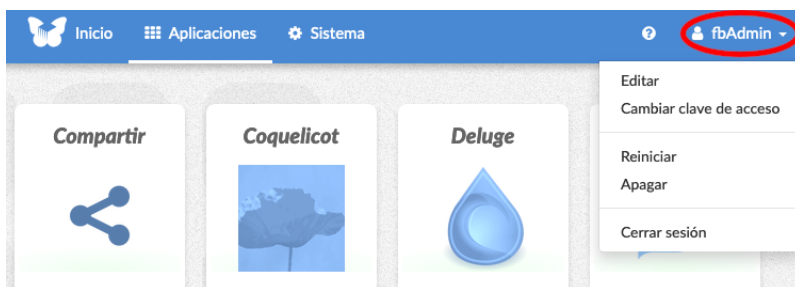 Inicio Aplicaciones Sistema fbAdmin
Editar
Cambiar clave de acceso
Reiniciar
Apagar
Cerrar sesión
Compartir Coquelicot Deluge